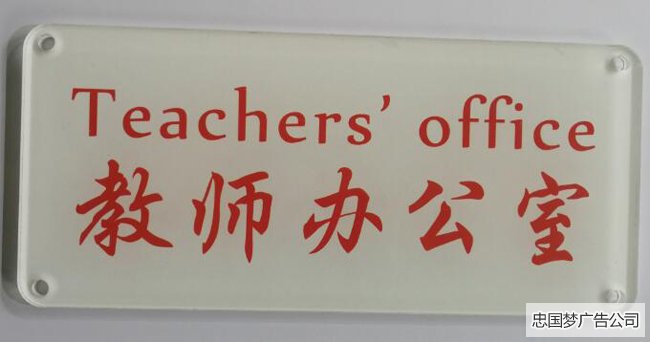 Teachers’ office
教师办公室
忠国梦广告公司